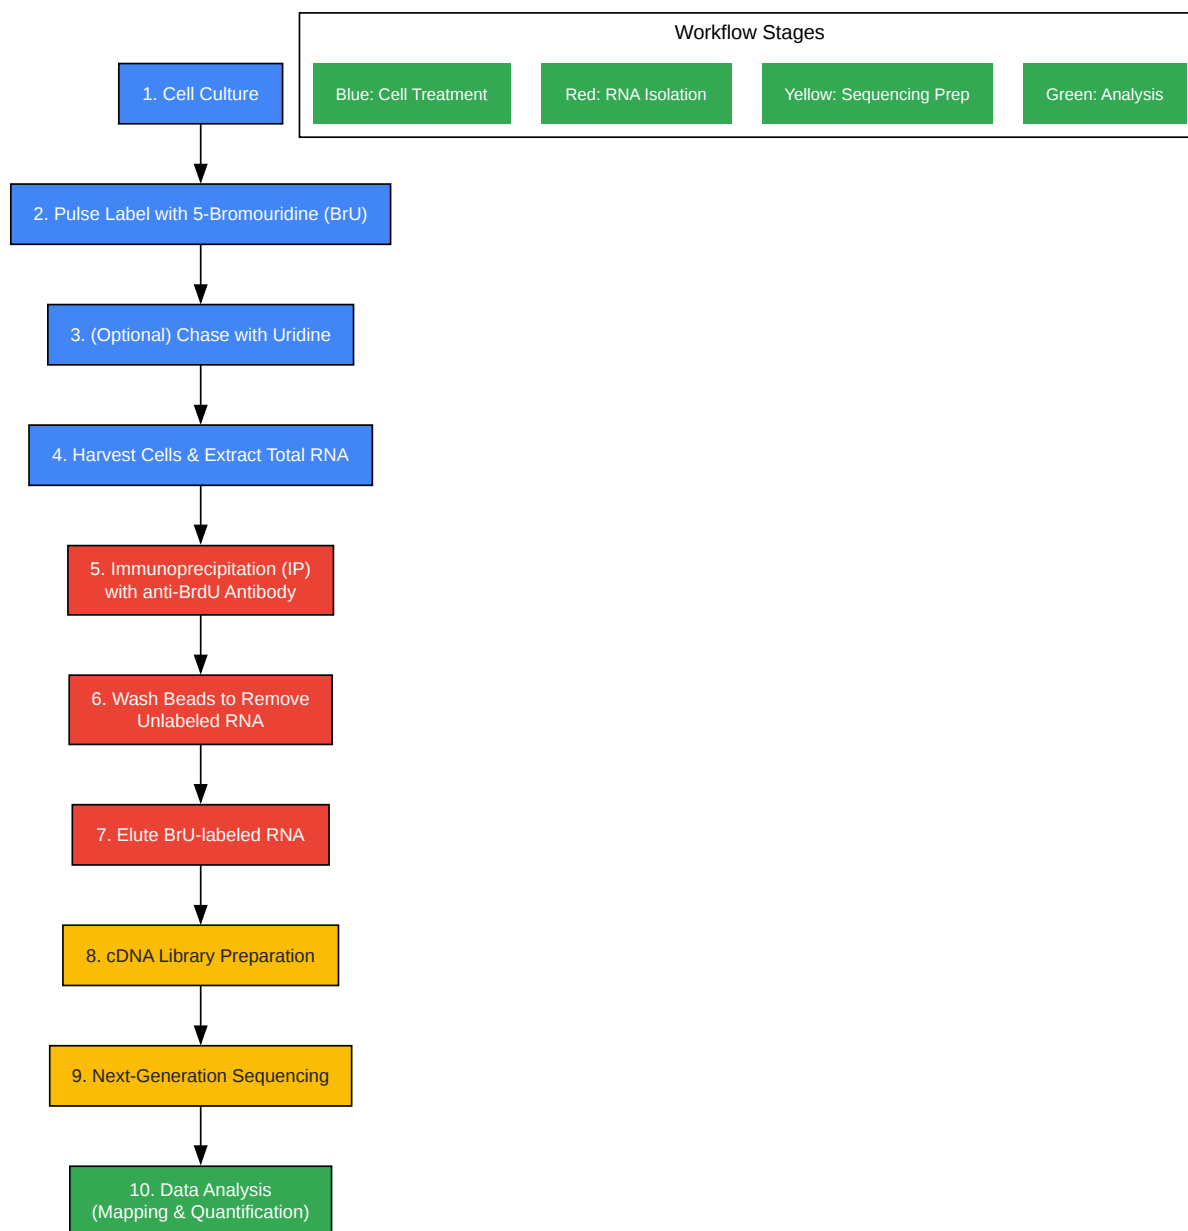 Workflow Stages
1. Cell Culture
Blue: Cell Treatment
Red: RNA Isolation
Yellow: Sequencing Prep
Green: Analysis
2. Pulse Label with 5-Bromouridine (BrU)
3. (Optional) Chase with Uridine
4. Harvest Cells & Extract Total RNA
5. Immunoprecipitation (IP)
with anti-BrdU Antibody
6. Wash Beads to Remove
Unlabeled RNA
7. Elute BrU-labeled RNA
8. cDNA Library Preparation
9. Next-Generation Sequencing
10. Data Analysis
(Mapping & Quantification)